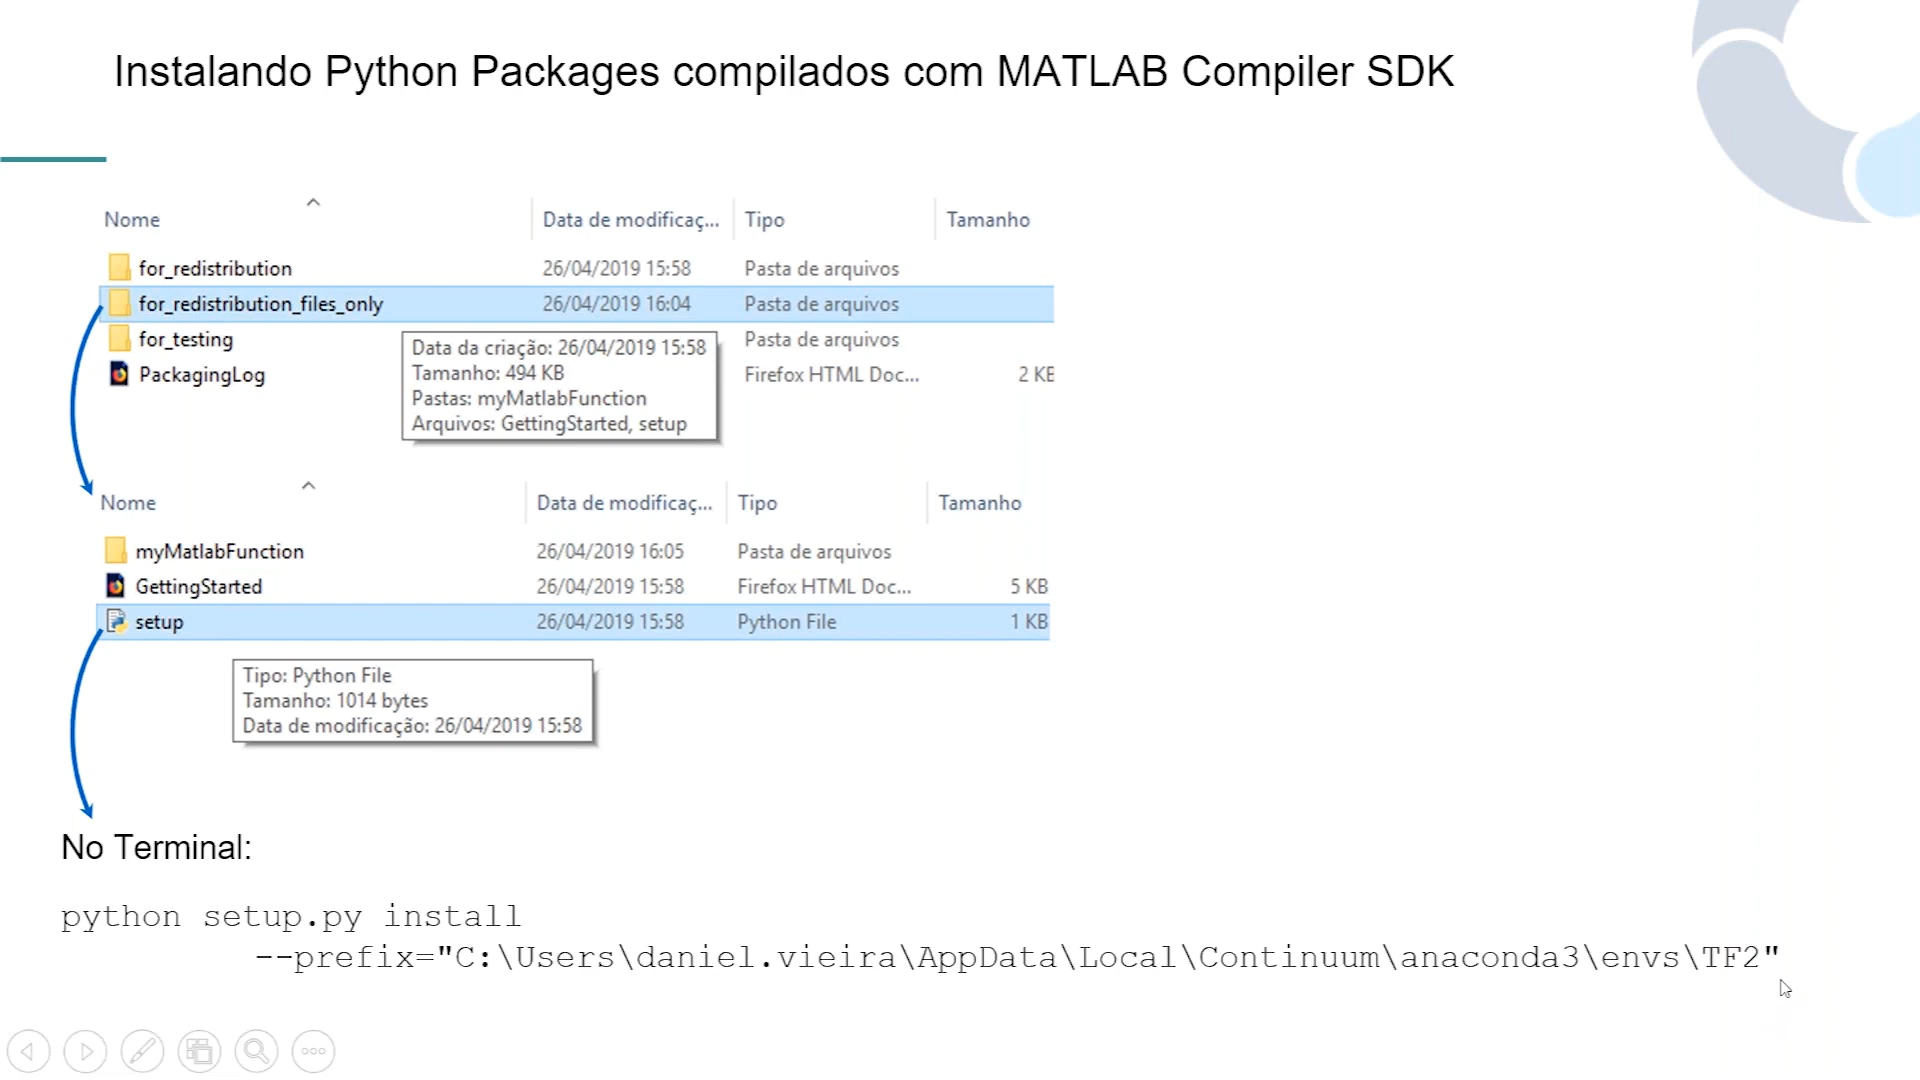 Instalando Python Packages compilados com MATLAB Compiler SDK
Nome Data de modificaç... Tipo Tamanho
for_redistribution 26/04/2019 15:58 Pasta de arquivos
for_redistribution_files_only 26/04/2019 16:04 Pasta de arquivos
for_testing Pasta de arquivos
PackagingLog Firefox HTML Doc... 2 KB
Data da criação: 26/04/2019 15:58
Tamanho: 494 KB
Pastas: myMatlabFunction
Arquivos: GettingStarted, setup
Nome Data de modificaç... Tipo Tamanho
myMatlabFunction 26/04/2019 16:05 Pasta de arquivos
GettingStarted 26/04/2019 15:58 Firefox HTML Doc... 5 KB
setup 26/04/2019 15:58 Python File 1 KB
Tipo: Python File
Tamanho: 1014 bytes
Data de modificação: 26/04/2019 15:58
No Terminal:
python setup.py install
--prefix="C:\Users\daniel.vieira\AppData\Local\Continuum\anaconda3\envs\TF2"